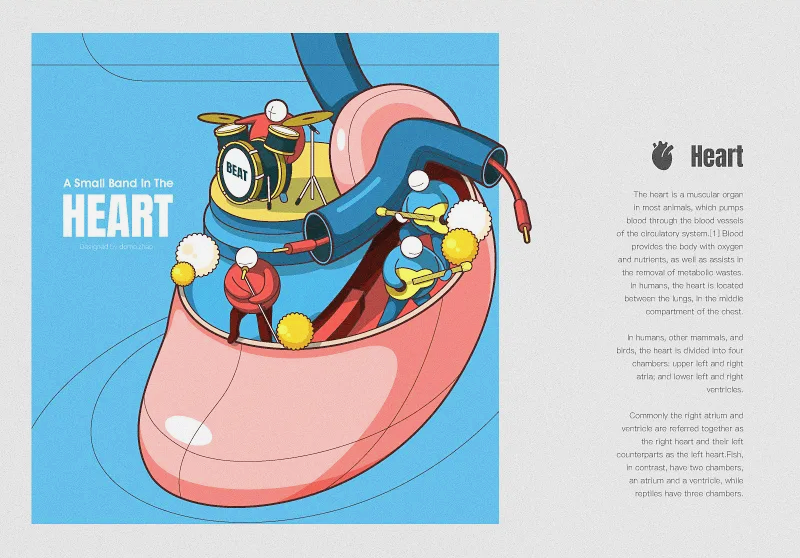 A Small Band In The
HEART
Designed by
BEAT
Heart
The heart is a muscular organ
in most animals, which pumps
blood through the blood vessels
of the circulatory system.[1] Blood
provides the body with oxygen
and nutrients, as well as assists in
the removal of metabolic wastes.
In humans, the heart is located
between the lungs, in the middle
compartment of the chest.
In humans, other mammals, and
birds, the heart is divided into four
chambers: upper left and right
atria; and lower left and right
ventricles.
Commonly the right atrium and
ventricle are referred together as
the right heart and their left
counterparts as the left heart.Fish,
in contrast, have two chambers,
an atrium and a ventricle, while
reptiles have three chambers.